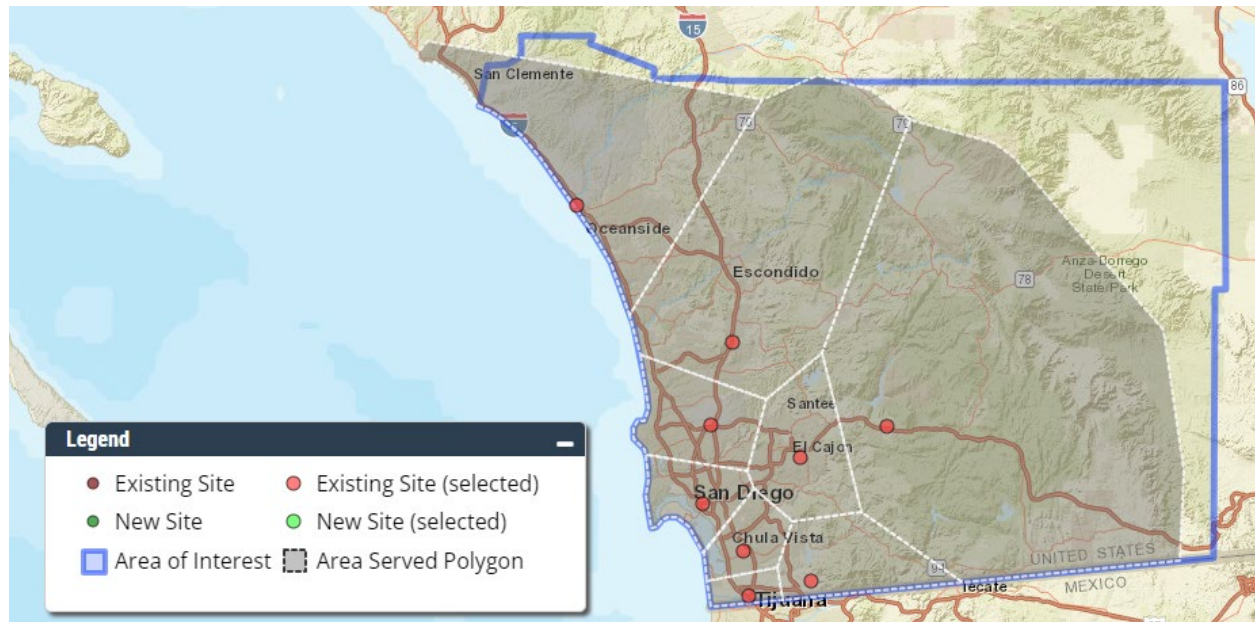 15
San Clemente
86
5
79
79
Oceanside
Escondido
Anza-Borrego
Desert
State Park
78
Santee
El Cajon
San Diego
Chula Vista
UNITED STATES
94
MEXICO
Tecate
Tijuana
Legend
Existing Site
Existing Site (selected)
New Site
New Site (selected)
Area of Interest
Area Served Polygon